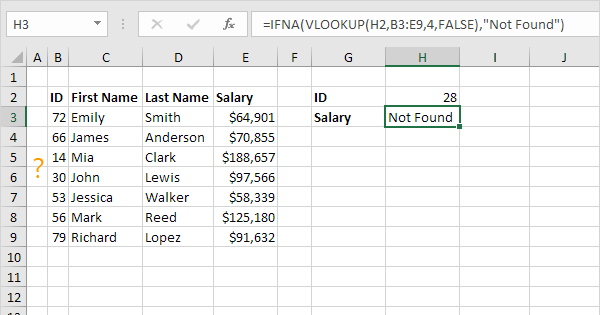 H3 fx =IFNA(VLOOKUP(H2,B3:E9,4,FALSE),"Not Found")
A B C D E F G H I J
1
2 ID First Name Last Name Salary ID 28
3 72 Emily Smith $64,901 Salary Not Found
4 66 James Anderson $70,855
5 14 Mia Clark $188,657
?
6 30 John Lewis $97,566
7 53 Jessica Walker $58,339
8 56 Mark Reed $125,180
9 79 Richard Lopez $91,632
10
11
12